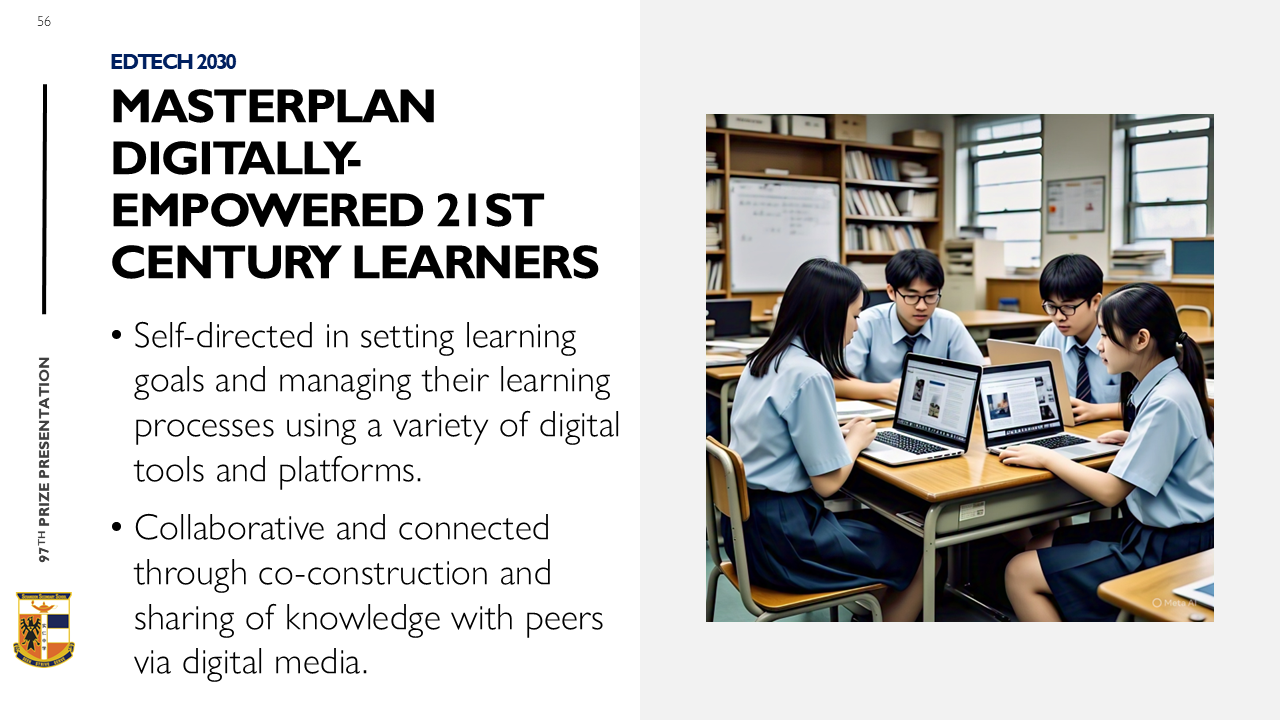 56
EDTECH 2030
MASTERPLAN
DIGITALLY-
EMPOWERED 21ST
CENTURY LEARNERS
• Self-directed in setting learning
goals and managing their learning
processes using a variety of digital
tools and platforms.
• Collaborative and connected
through co-construction and
sharing of knowledge with peers
via digital media.
97TH PRIZE PRESENTATION
Meta AI